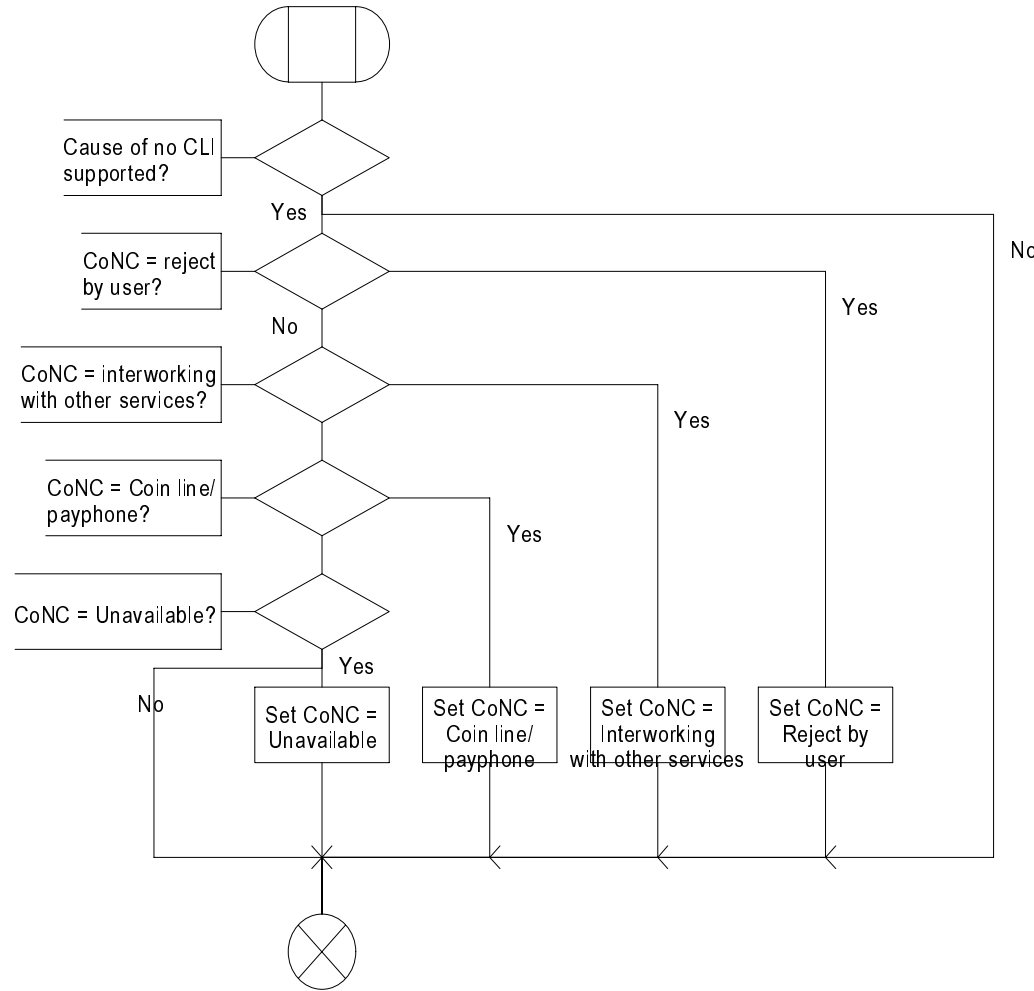 Cause of no CLI
supported?
Yes
No
CoNC = reject
by user?
Yes
No
CoNC = interworking
with other services?
Yes
CoNC = Coin line/
payphone?
Yes
CoNC = Unavailable?
Yes
No
Set CoNC =
Unavailable
Set CoNC =
Coin line/
payphone
Set CoNC =
Interworking
with other services
Set CoNC =
Reject by
user